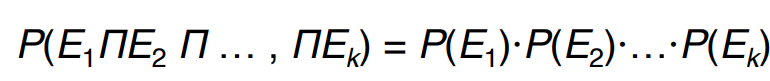 P(E₁ПE₂ П … , ПEₖ) = P(E₁)·P(E₂)·…·P(Eₖ)